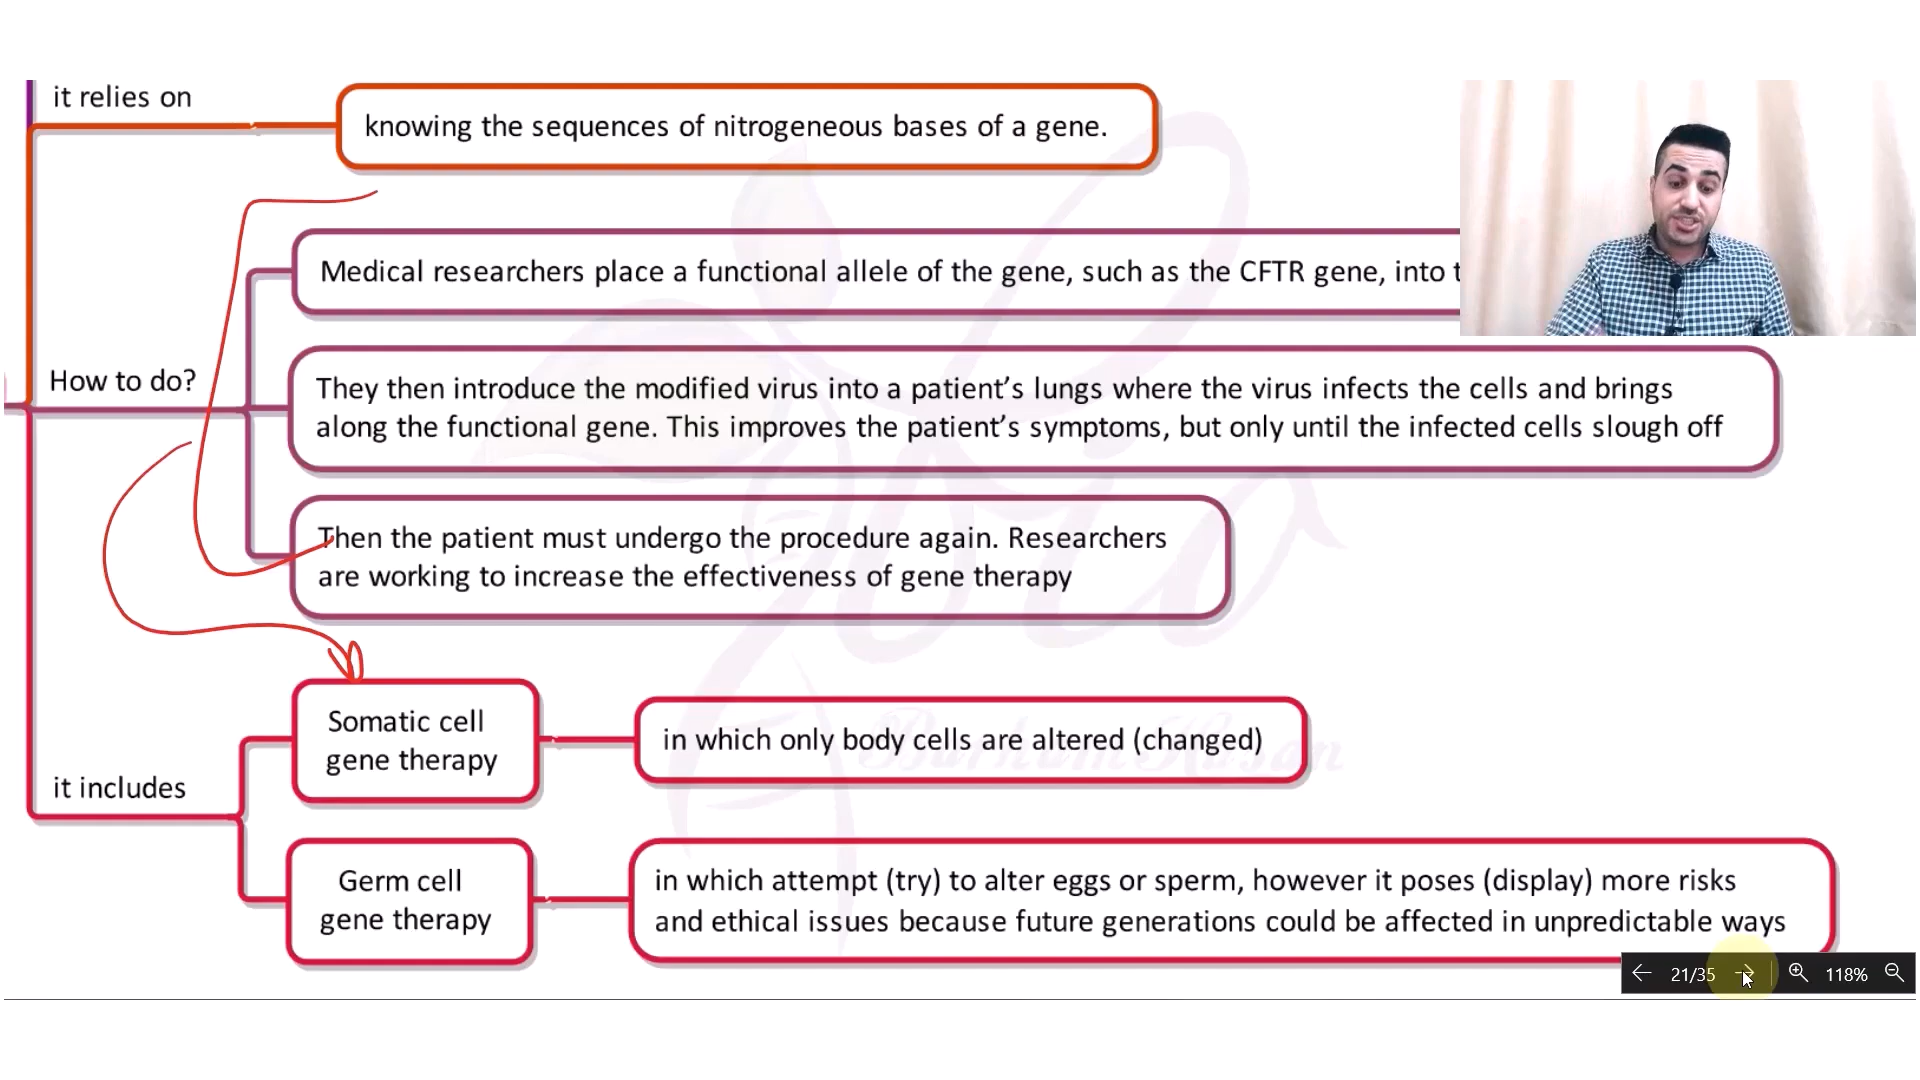 it relies on
knowing the sequences of nitrogeneous bases of a gene.
How to do?
Medical researchers place a functional allele of the gene, such as the CFTR gene, into t
They then introduce the modified virus into a patient's lungs where the virus infects the cells and brings
along the functional gene. This improves the patient's symptoms, but only until the infected cells slough off
Then the patient must undergo the procedure again. Researchers
are working to increase the effectiveness of gene therapy
it includes
Somatic cell
gene therapy
in which only body cells are altered (changed)
Germ cell
gene therapy
in which attempt (try) to alter eggs or sperm, however it poses (display) more risks
and ethical issues because future generations could be affected in unpredictable ways
21/35
118%